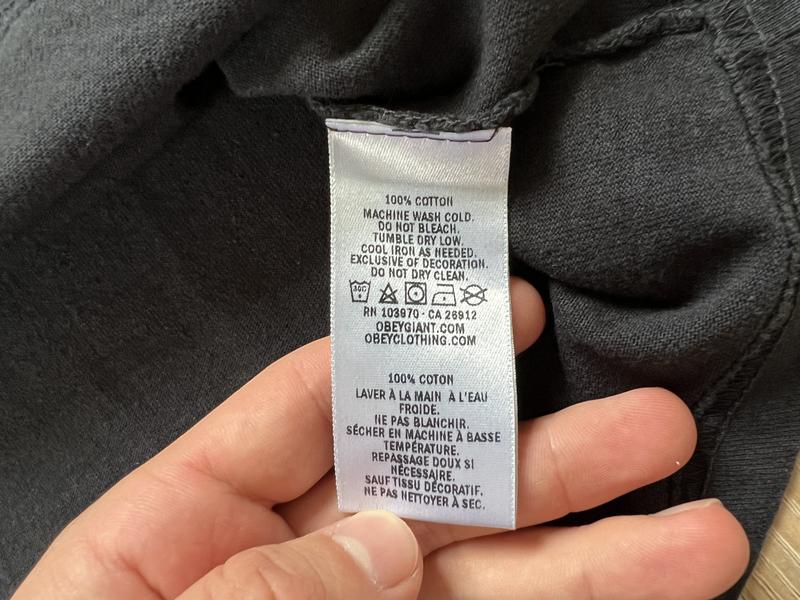 100% COTTON
MACHINE WASH COLD.
DO NOT BLEACH.
TUMBLE DRY LOW.
COOL IRON AS NEEDED.
EXCLUSIVE OF DECORATION.
DO NOT DRY CLEAN.
30C
RN 103970 · CA 26912
OBEYGIANT.COM
OBEYCLOTHING.COM
100% COTON
LAVER À LA MAIN À L'EAU
FROIDE.
NE PAS BLANCHIR.
SÉCHER EN MACHINE À BASSE
TEMPÉRATURE.
REPASSAGE DOUX SI
NÉCESSAIRE.
SAUF TISSU DÉCORATIF.
NE PAS NETTOYER À SEC.